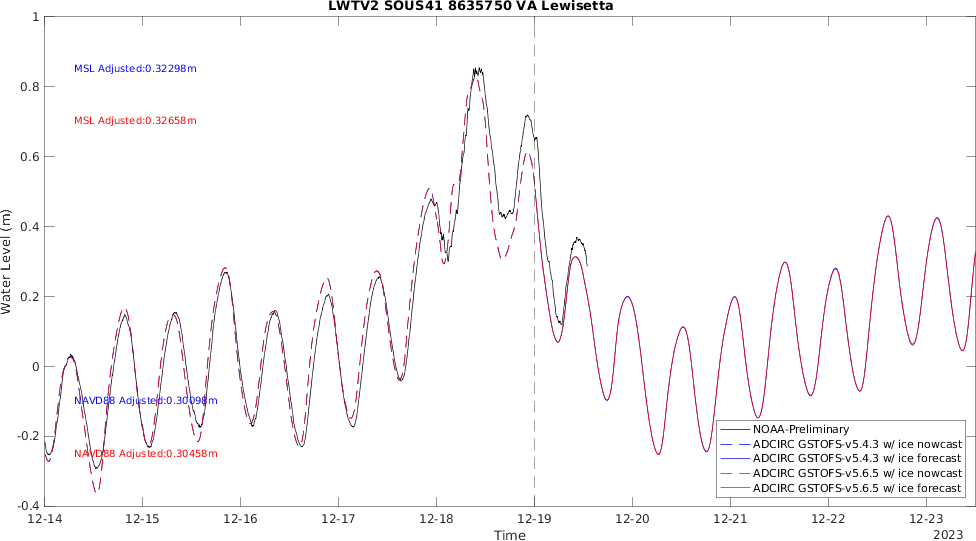 LWTV2 SOUS41 8635750 VA Lewisetta
1
0.8
0.6
0.4
0.2
0
-0.2
-0.4
Water Level (m)
MSL Adjusted:0.32298m
MSL Adjusted:0.32658m
NAVD88 Adjusted:0.30098m
NAVD88 Adjusted:0.30458m
NOAA-Preliminary
ADCIRC GSTOFS-v5.4.3 w/ ice nowcast
ADCIRC GSTOFS-v5.4.3 w/ ice forecast
ADCIRC GSTOFS-v5.6.5 w/ ice nowcast
ADCIRC GSTOFS-v5.6.5 w/ ice forecast
12-14 12-15 12-16 12-17 12-18 12-19 12-20 12-21 12-22 12-23
Time
2023